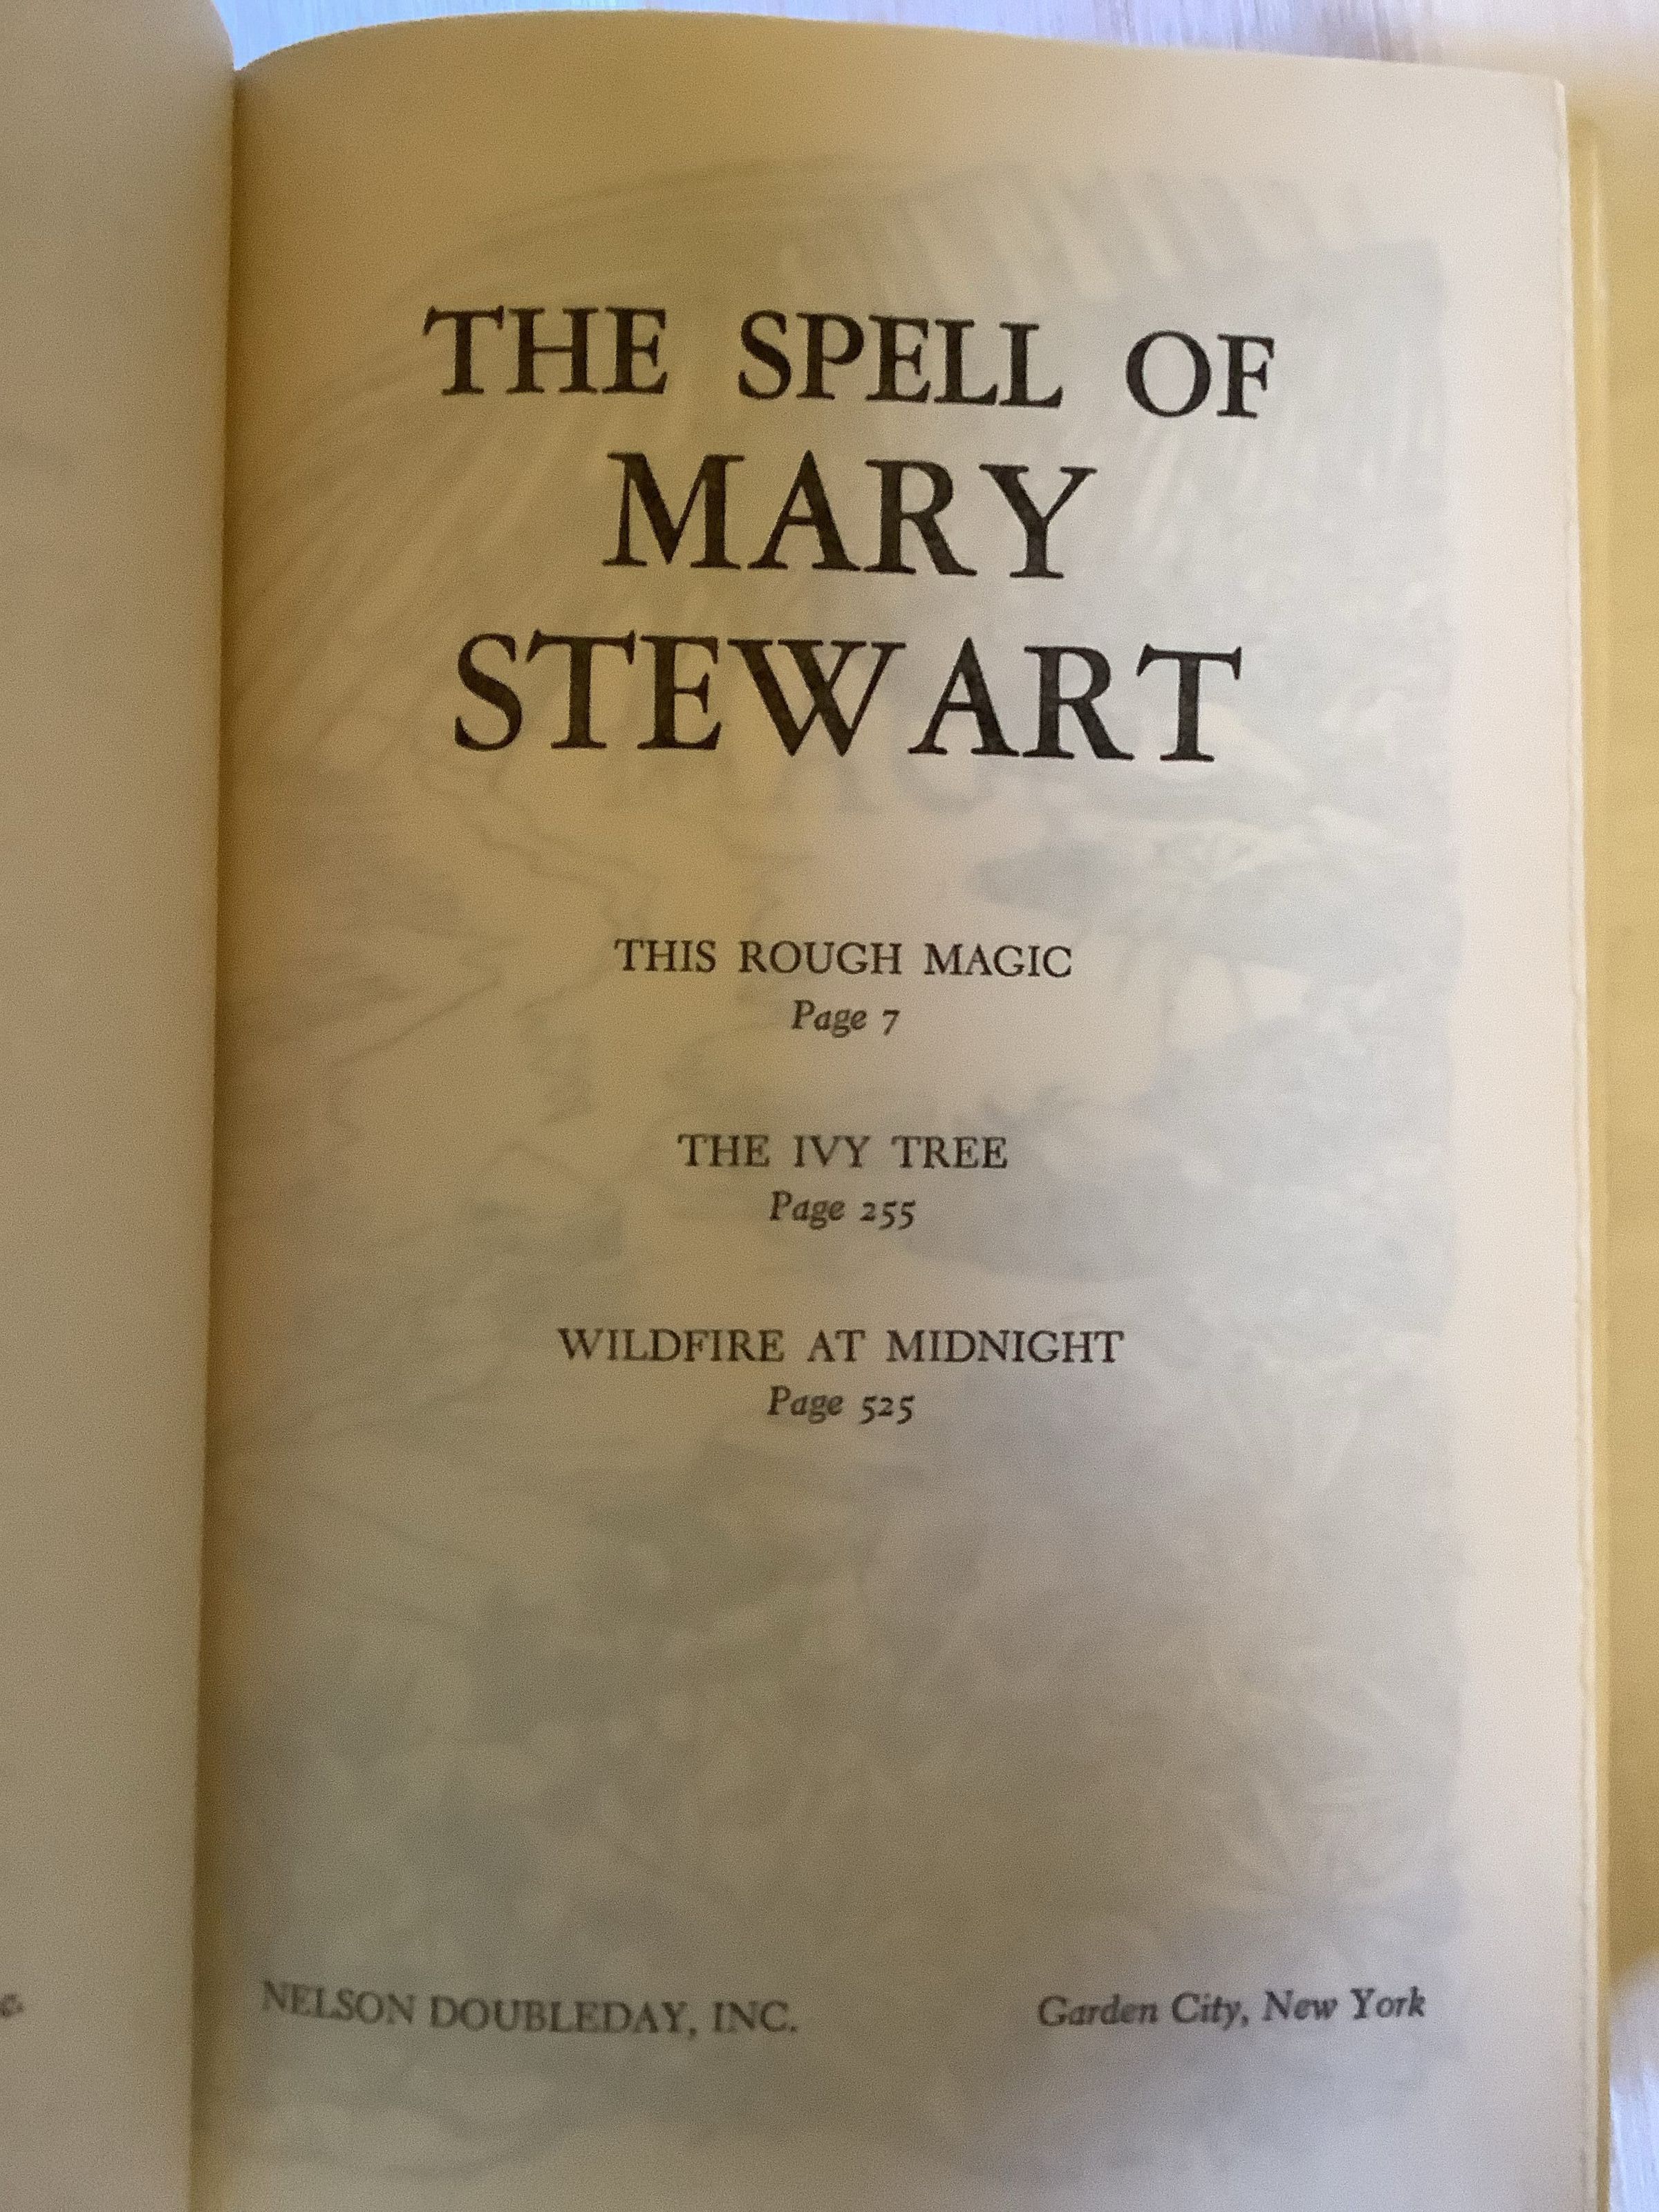 THE SPELL OF
MARY
STEWART
THIS ROUGH MAGIC
Page 7
THE IVY TREE
Page 255
WILDFIRE AT MIDNIGHT
Page 525
NELSON DOUBLEDAY, INC. Garden City, New York